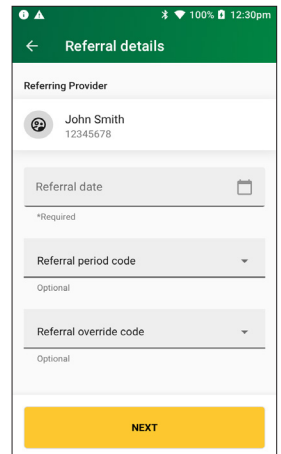 100% 12:30pm
Referral details
Referring Provider
John Smith
12345678
Referral date
*Required
Referral period code
Optional
Referral override code
Optional
NEXT